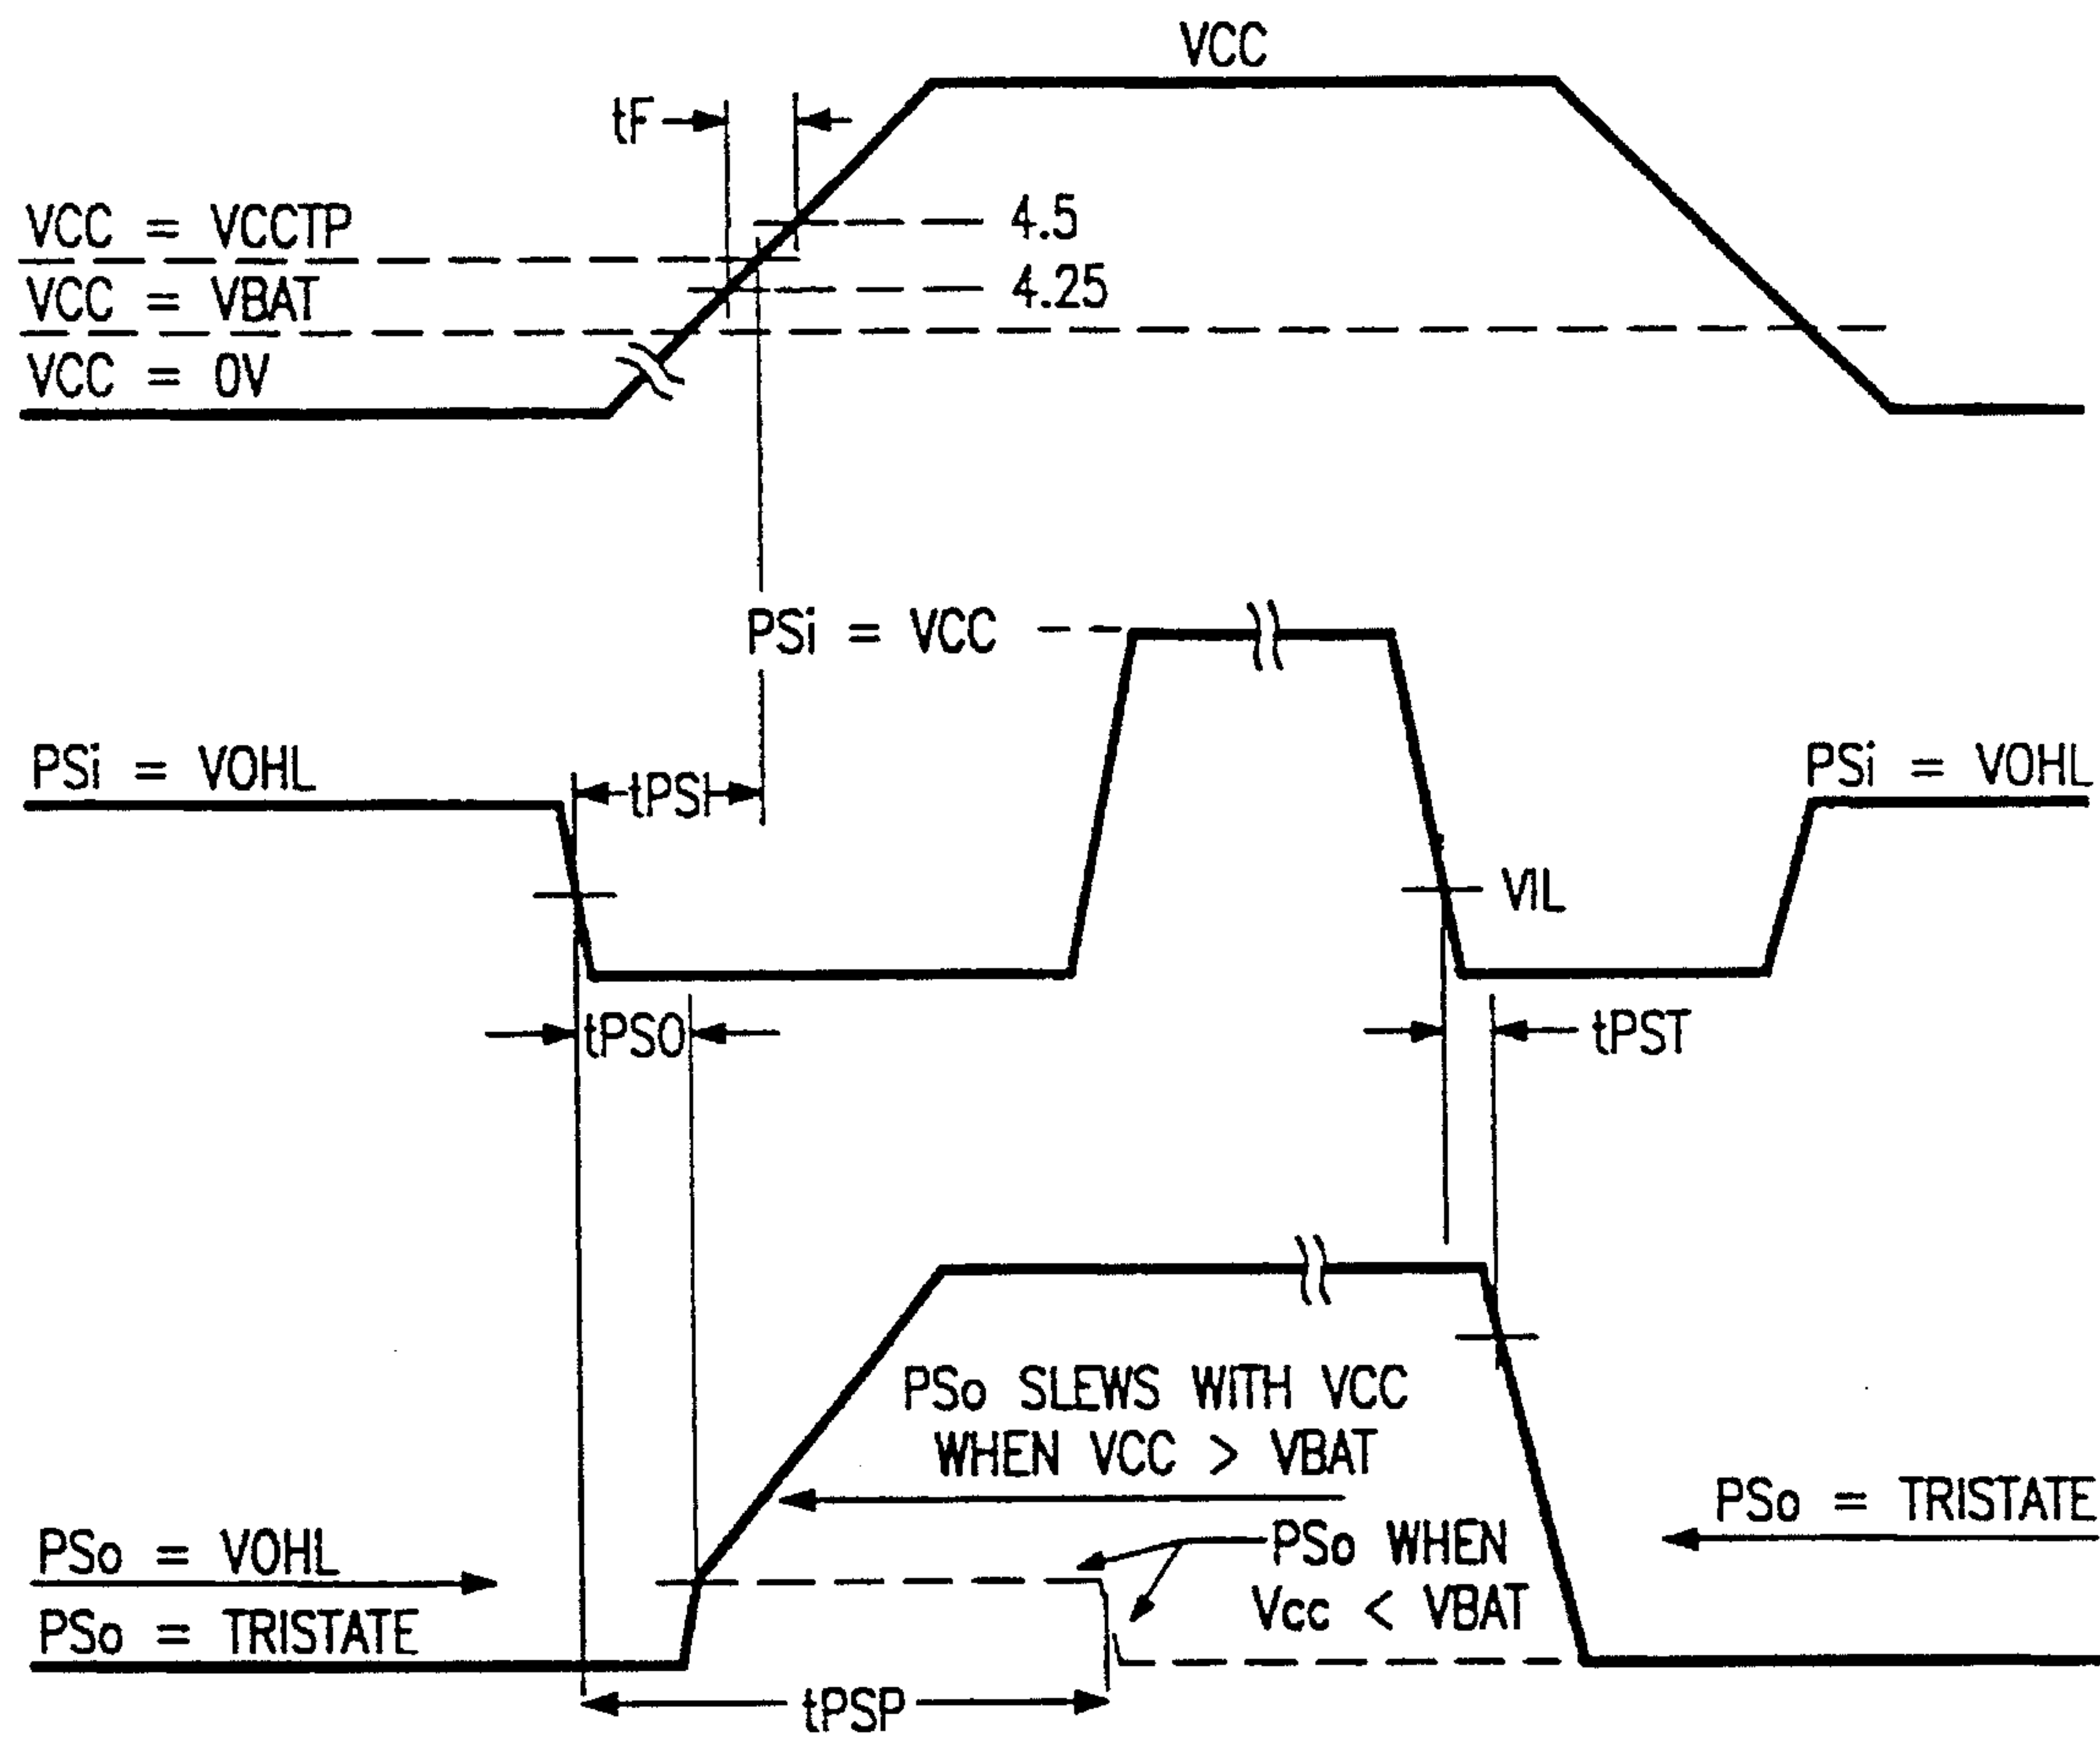 VCC
tF
VCC = VCCTP
4.5
VCC = VBAT
4.25
VCC = 0V
PSi = VCC
PSi = VOHL
tPSI
PSi = VOHL
VIL
tPSO
tPST
PSo SLEWS WITH VCC
WHEN VCC > VBAT
PSo = TRISTATE
PSo = VOHL
PSo WHEN
Vcc < VBAT
PSo = TRISTATE
tPSP